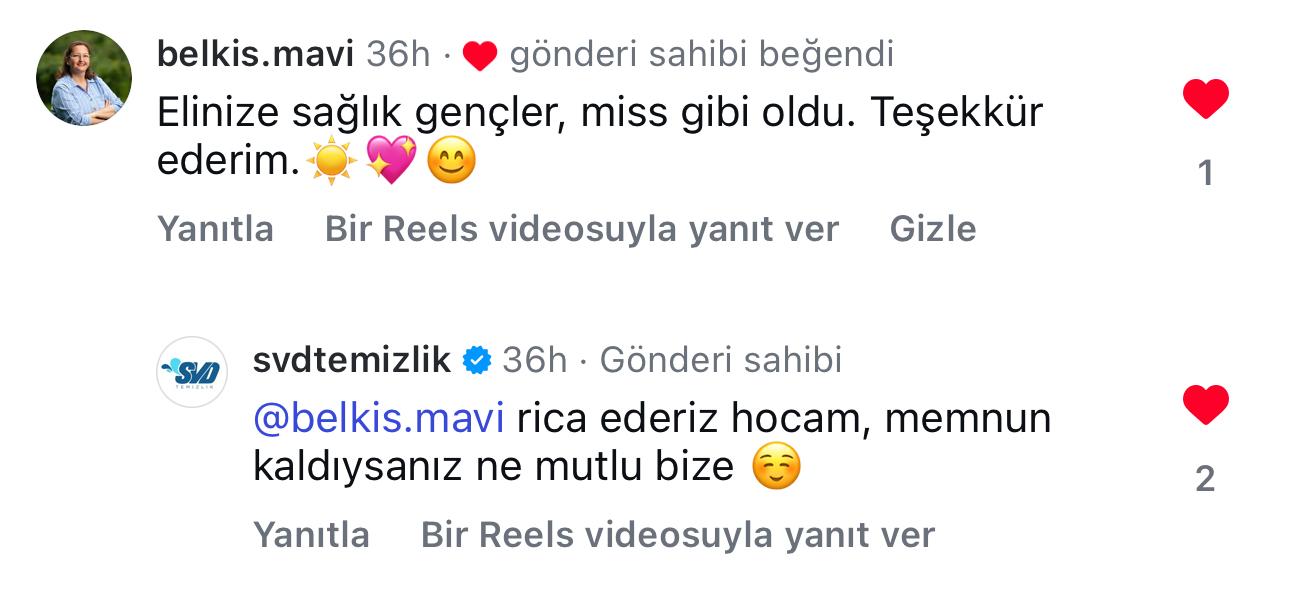 belkis.mavi 36h · ❤️ gönderi sahibi beğendi
Elinize sağlık gençler, miss gibi oldu. Teşekkür
ederim.☀️💖😊
1
Yanıtla Bir Reels videosuyla yanıt ver Gizle
SVD
TEMİZLİK
svdtemizlik 36h · Gönderi sahibi
@belkis.mavi rica ederiz hocam, memnun
kaldıysanız ne mutlu bize ☺️
2
Yanıtla Bir Reels videosuyla yanıt ver